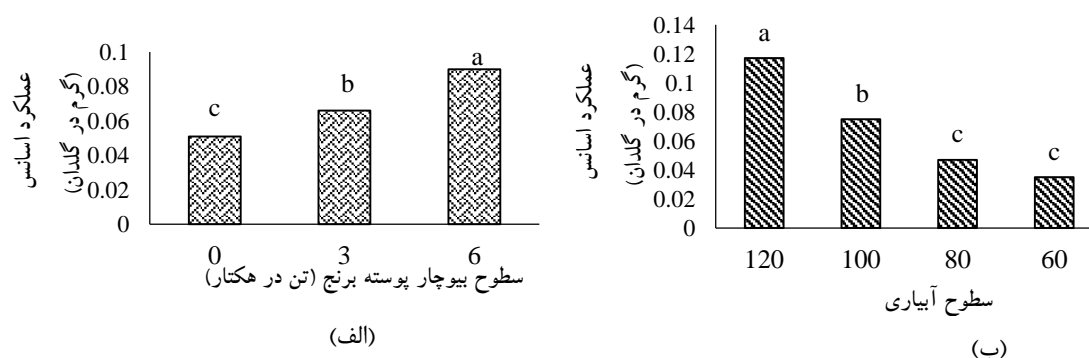 عملکرد اسانس
(گرم در گلدان)
0.1
0.08
0.06
0.04
0.02
0
c
b
a
0
3
6
سطوح بیوچار پوسته برنج (تن در هکتار)
(الف)
عملکرد اسانس
(گرم در گلدان)
0.14
0.12
0.1
0.08
0.06
0.04
0.02
0
a
b
c
c
120
100
80
60
سطوح آبیاری
(ب)